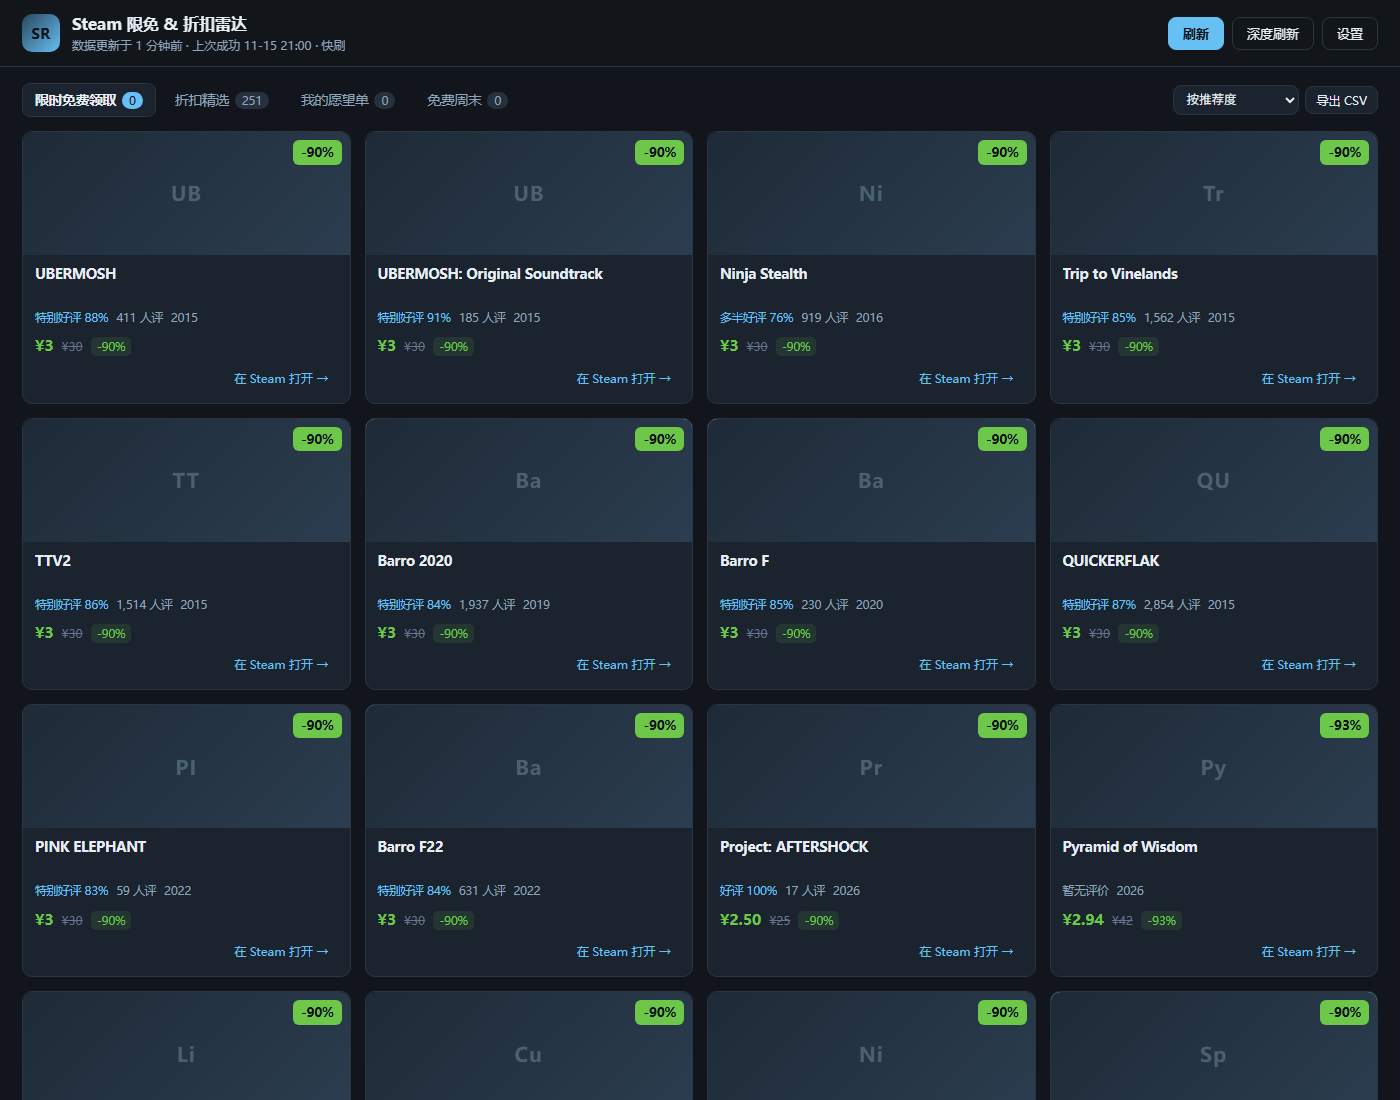 SR
Steam 限免 & 折扣雷达
数据更新于 1 分钟前 · 上次成功 11-15 21:00 · 快刷
刷新
深度刷新
设置
限时免费领取 0
折扣精选 251
我的愿望单 0
免费周末 0
按推荐度
导出 CSV
-90%
UB
UBERMOSH
特别好评 88% 411 人评 2015
¥3 ¥30 -90%
在 Steam 打开 →
-90%
UB
UBERMOSH: Original Soundtrack
特别好评 91% 185 人评 2015
¥3 ¥30 -90%
在 Steam 打开 →
-90%
Ni
Ninja Stealth
多半好评 76% 919 人评 2016
¥3 ¥30 -90%
在 Steam 打开 →
-90%
Tr
Trip to Vinelands
特别好评 85% 1,562 人评 2015
¥3 ¥30 -90%
在 Steam 打开 →
-90%
TT
TTV2
特别好评 86% 1,514 人评 2015
¥3 ¥30 -90%
在 Steam 打开 →
-90%
Ba
Barro 2020
特别好评 84% 1,937 人评 2019
¥3 ¥30 -90%
在 Steam 打开 →
-90%
Ba
Barro F
特别好评 85% 230 人评 2020
¥3 ¥30 -90%
在 Steam 打开 →
-90%
QU
QUICKERFLAK
特别好评 87% 2,854 人评 2015
¥3 ¥30 -90%
在 Steam 打开 →
-90%
PI
PINK ELEPHANT
特别好评 83% 59 人评 2022
¥3 ¥30 -90%
在 Steam 打开 →
-90%
Ba
Barro F22
特别好评 84% 631 人评 2022
¥3 ¥30 -90%
在 Steam 打开 →
-90%
Pr
Project: AFTERSHOCK
好评 100% 17 人评 2026
¥2.50 ¥25 -90%
在 Steam 打开 →
-93%
Py
Pyramid of Wisdom
暂无评价 2026
¥2.94 ¥42 -93%
在 Steam 打开 →
-90%
Li
-90%
Cu
-90%
Ni
-90%
Sp